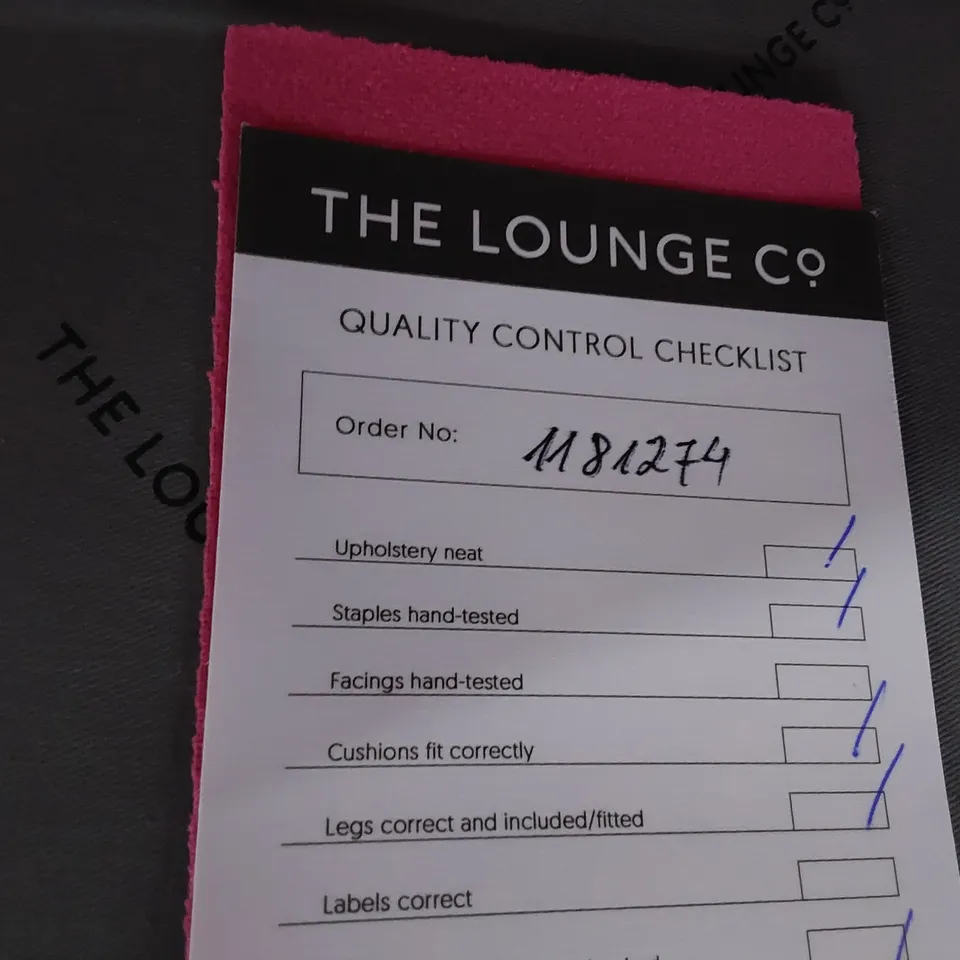 UNGE Cº
THE LOUNGE Cº
QUALITY CONTROL CHECKLIST
Order No: 1181274
THE LOU
Upholstery neat
Staples hand-tested
Facings hand-tested
Cushions fit correctly
Legs correct and included/fitted
Labels correct